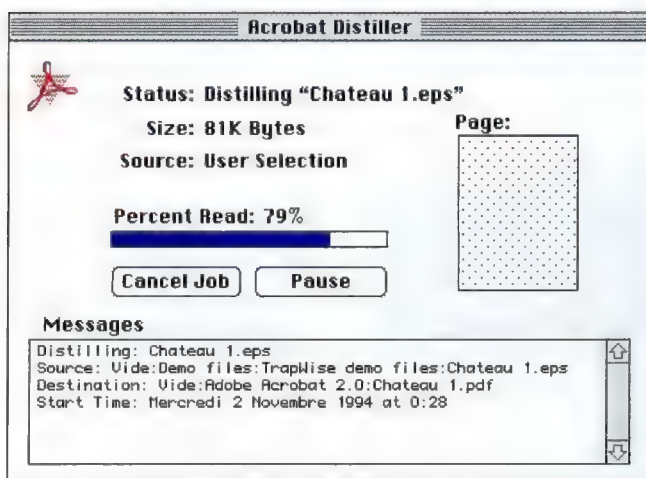 Acrobat Distiller
Status: Distilling “Chateau 1.eps”
Size: 81K Bytes
Source: User Selection
Page:
Percent Read: 79%
Cancel Job
Pause
Messages
Distilling: Chateau 1.eps
Source: Vide:Demo files:TrapWise demo files:Chateau 1.eps
Destination: Vide:Adobe Acrobat 2.0:Chateau 1.pdf
Start Time: Mercredi 2 Novembre 1994 at 0:28